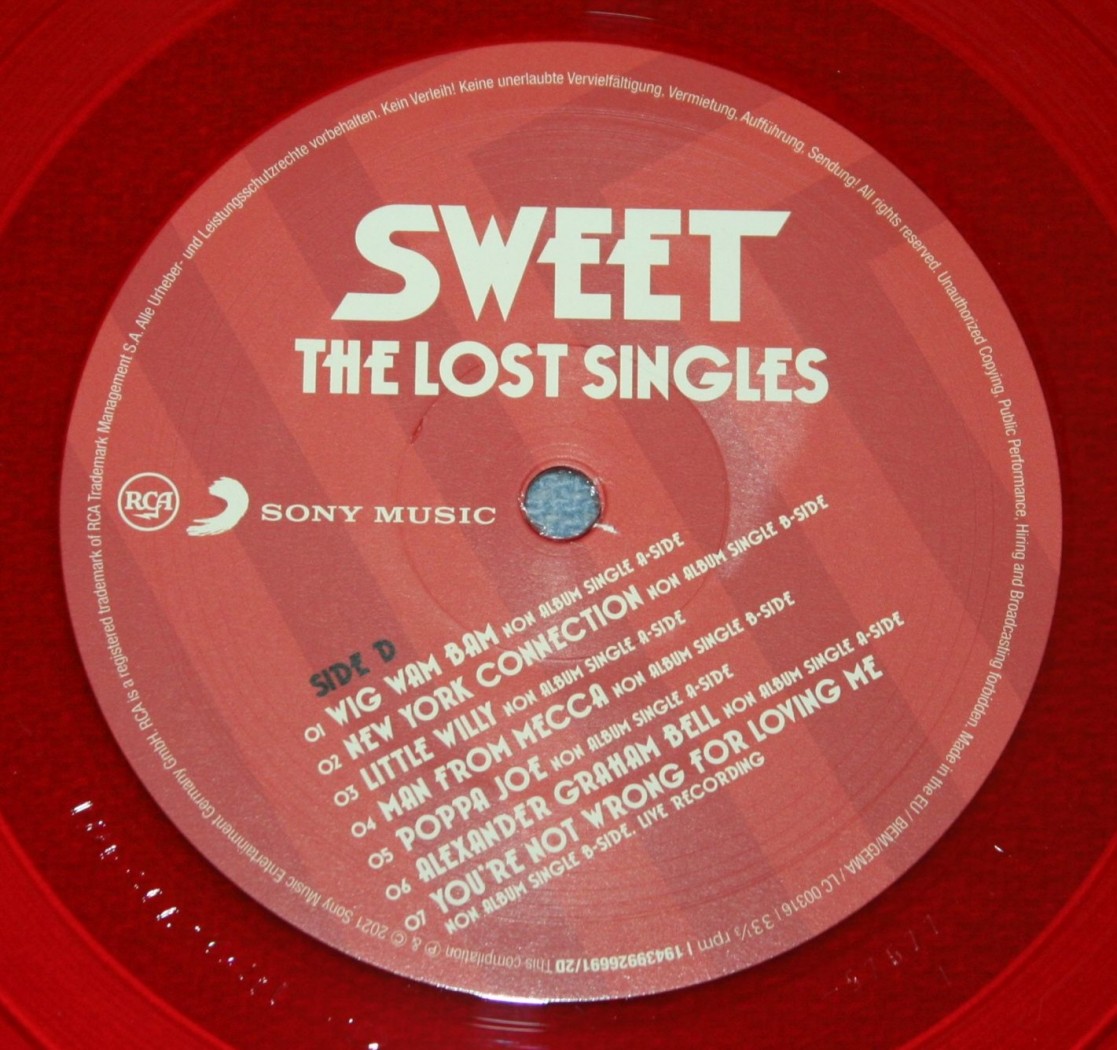 SWEET
THE LOST SINGLES
RCA
SONY MUSIC
SIDE D
01 WIG WAM BAM NON ALBUM SINGLE A-SIDE
02 NEW YORK CONNECTION NON ALBUM SINGLE B-SIDE
03 LITTLE WILLY NON ALBUM SINGLE A-SIDE
04 MAN FROM MECCA NON ALBUM SINGLE B-SIDE
05 POPPA JOE NON ALBUM SINGLE A-SIDE
06 ALEXANDER GRAHAM BELL NON ALBUM SINGLE A-SIDE
07 YOU'RE NOT WRONG FOR LOVING ME
NON ALBUM SINGLE B-SIDE. LIVE RECORDING
This compilation ℗ & © 2021 Sony Music Entertainment Germany GmbH. RCA is a registered trademark of RCA Trademark Management S.A. Alle Urheber- und Leistungsschutzrechte vorbehalten. Kein Verleih! Keine unerlaubte Vervielfältigung, Vermietung, Aufführung, Sendung! All rights reserved. Unauthorized Copying, Public Performance, Hiring and Broadcasting forbidden. Made in the EU / BIEM/GEMA / LC 00316 | 33⅓ rpm | 19439926691/2D